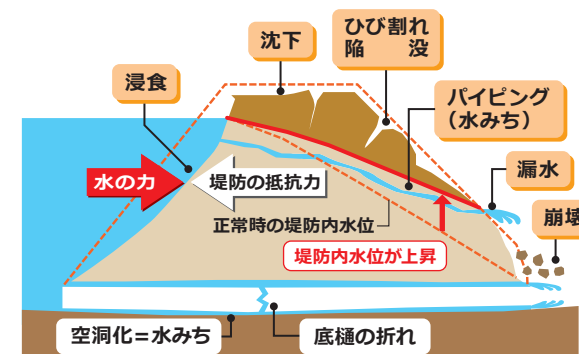 沈下
ひび割れ
陥　没
浸食
パイピング
（水みち）
漏水
水の力
堤防の抵抗力
正常時の堤防内水位
崩壊
堤防内水位が上昇
空洞化＝水みち
底樋の折れ